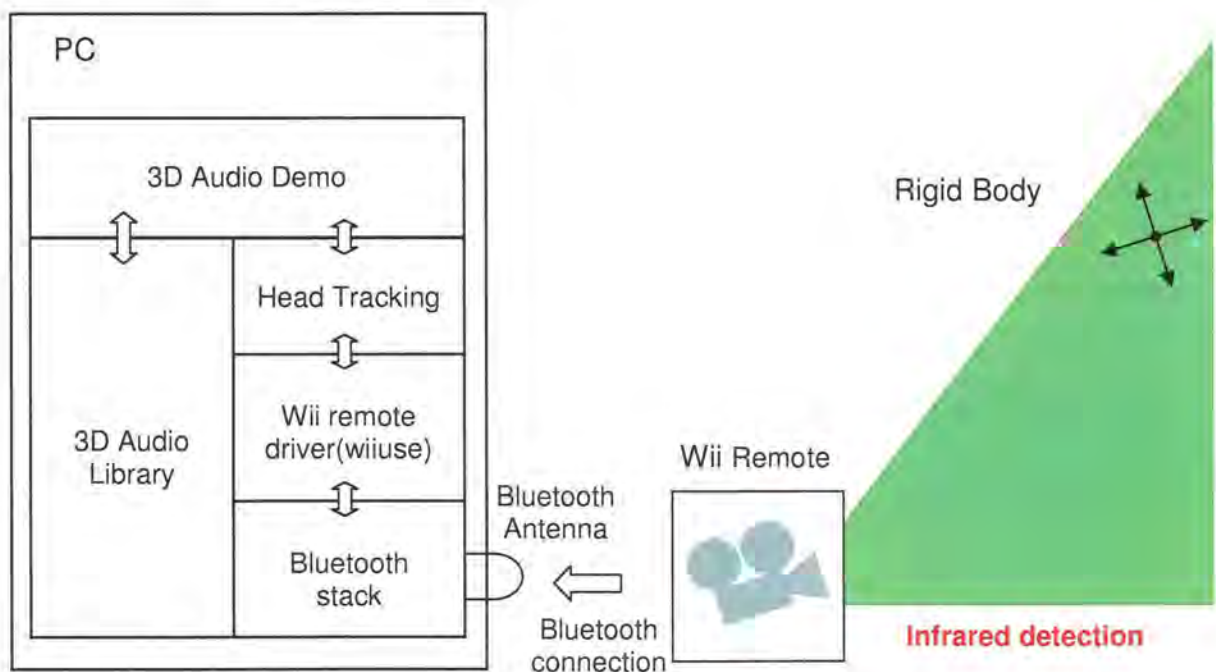 PC
3D Audio Demo
Head Tracking
3D Audio
Library
Wii remote
driver(wiiuse)
Bluetooth
stack
Bluetooth
Antenna
Bluetooth
connection
Wii Remote
Rigid Body
Infrared detection